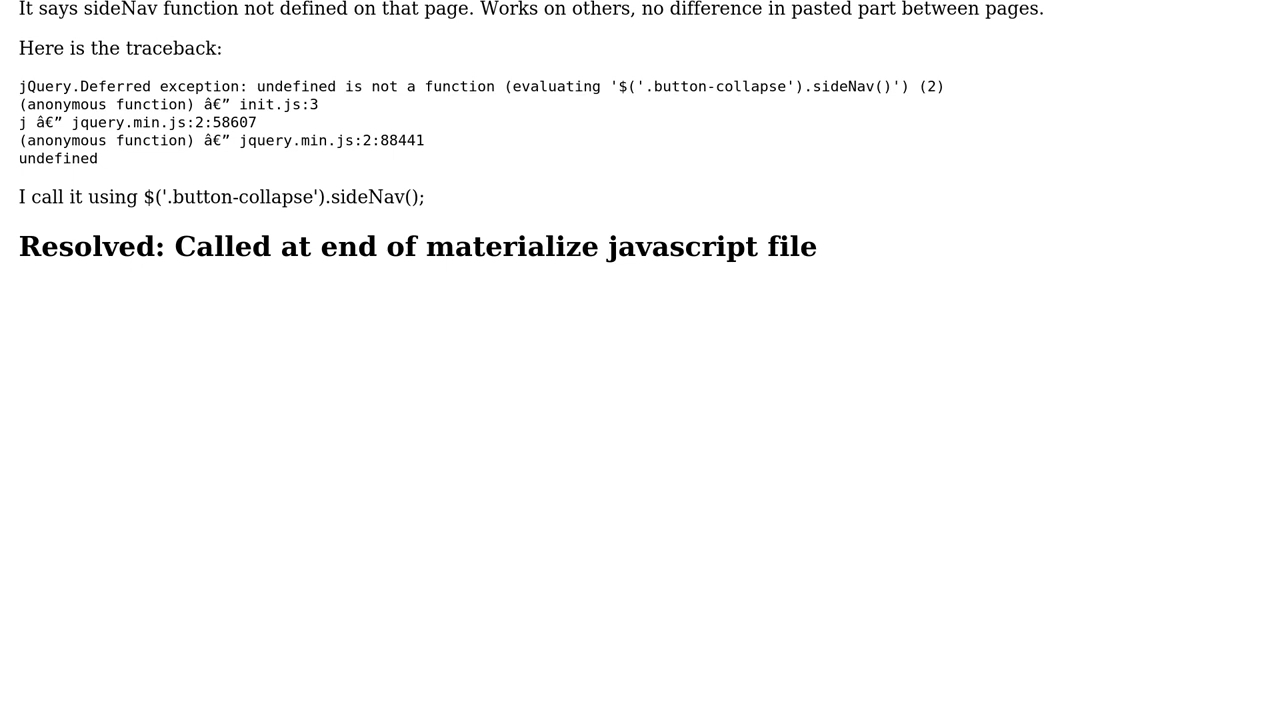 It says sideNav function not defined on that page. Works on others, no difference in pasted part between pages.
Here is the traceback:
jQuery.Deferred exception: undefined is not a function (evaluating '$('.button-collapse').sideNav()') (2)
(anonymous function) â€” init.js:3
j â€” jquery.min.js:2:58607
(anonymous function) â€” jquery.min.js:2:88441
undefined
I call it using $('.button-collapse').sideNav();
Resolved: Called at end of materialize javascript file